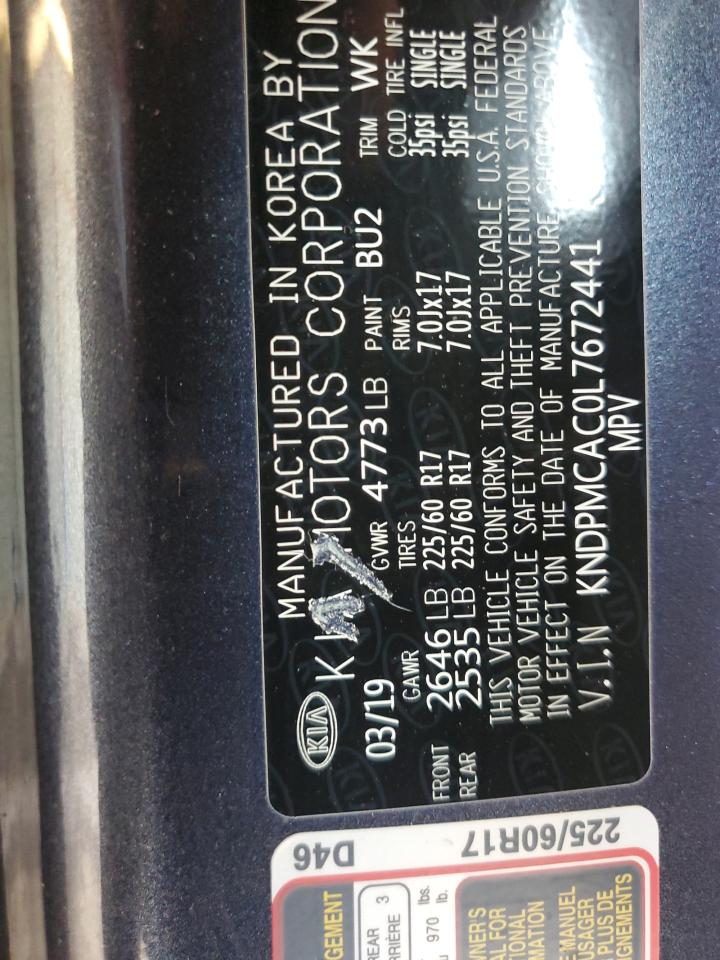 MANUFACTURED IN KOREA BY
KIA MOTORS CORPORATION
KIA
03/19 GVWR 4773 LB PAINT BU2 TRIM WK
GAWR TIRES RIMS COLD TIRE INFL
FRONT 2646 LB 225/60 R17 7.0Jx17 35psi SINGLE
REAR 2535 LB 225/60 R17 7.0Jx17 35psi SINGLE
THIS VEHICLE CONFORMS TO ALL APPLICABLE U.S.A. FEDERAL
MOTOR VEHICLE SAFETY AND THEFT PREVENTION STANDARDS
IN EFFECT ON THE DATE OF MANUFACTURE SHOWN ABOVE
V.I.N KNDPMCAC0L7672441
MPV
D46
225/60R17
REAR 3
970 lbs.
lb.